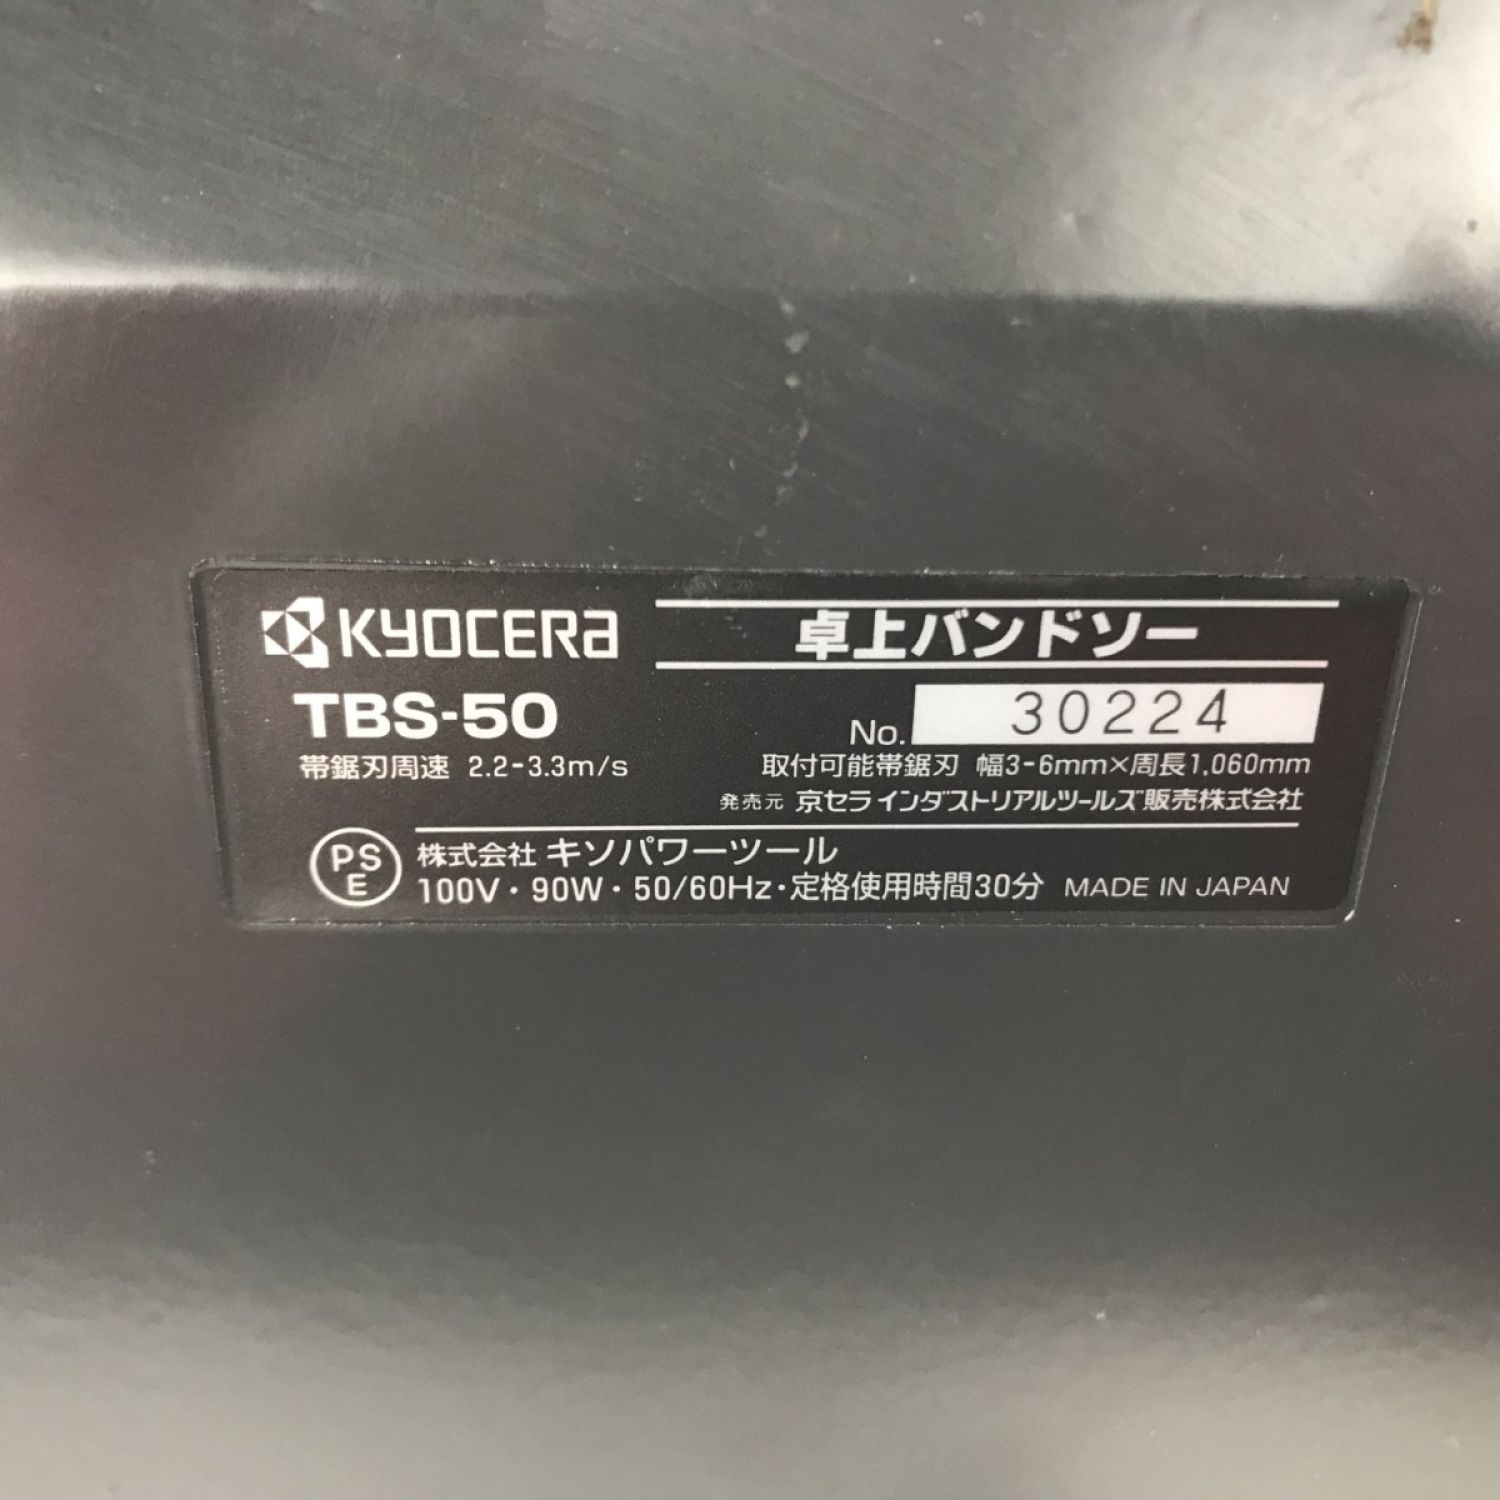 KYOCERA 卓上バンドソー
TBS-50 No. 30224
帯鋸刃周速 2.2-3.3m/s 取付可能帯鋸刃 幅3-6mm×周長1,060mm
発売元 京セラ インダストリアルツールズ販売株式会社
PS
E
株式会社 キソパワーツール
100V・90W・50/60Hz・定格使用時間30分 MADE IN JAPAN